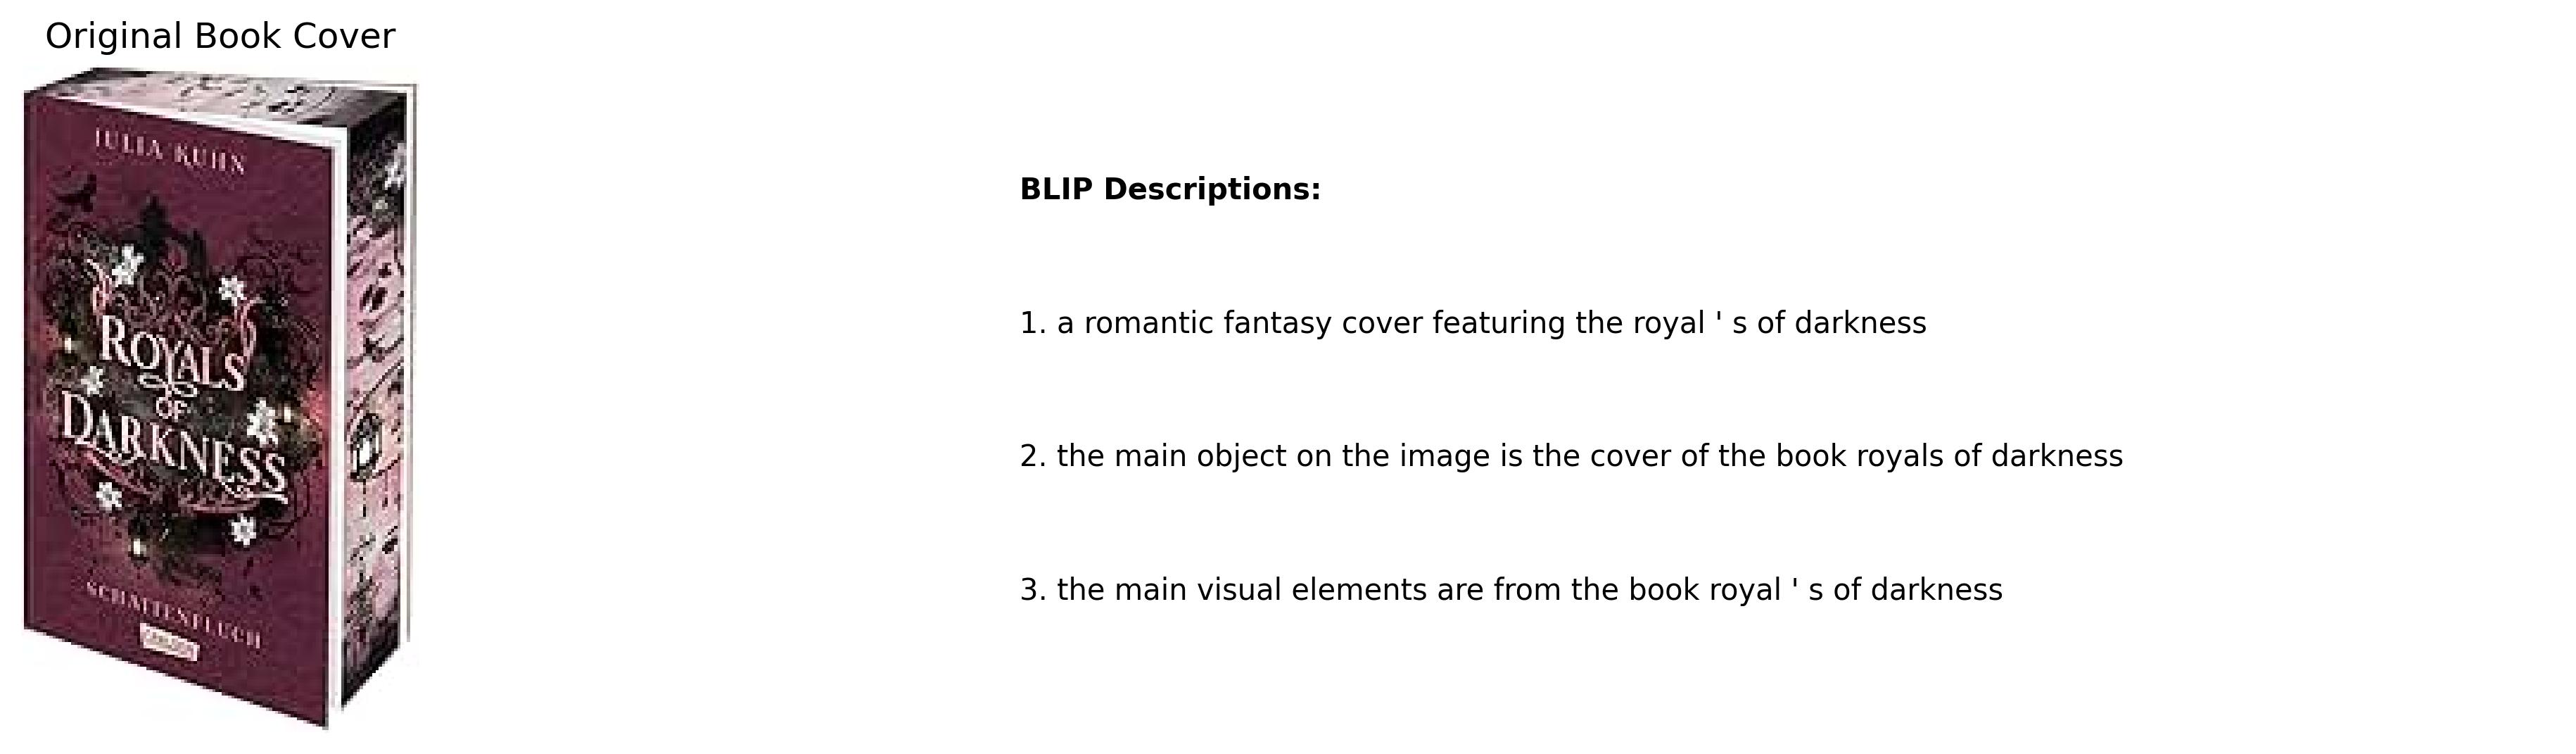 Original Book Cover
JULIA KUHN
ROYALS
OF
DARKNESS
SCHATTENFLUCH
BLIP Descriptions:
1. a romantic fantasy cover featuring the royal ' s of darkness
2. the main object on the image is the cover of the book royals of darkness
3. the main visual elements are from the book royal ' s of darkness